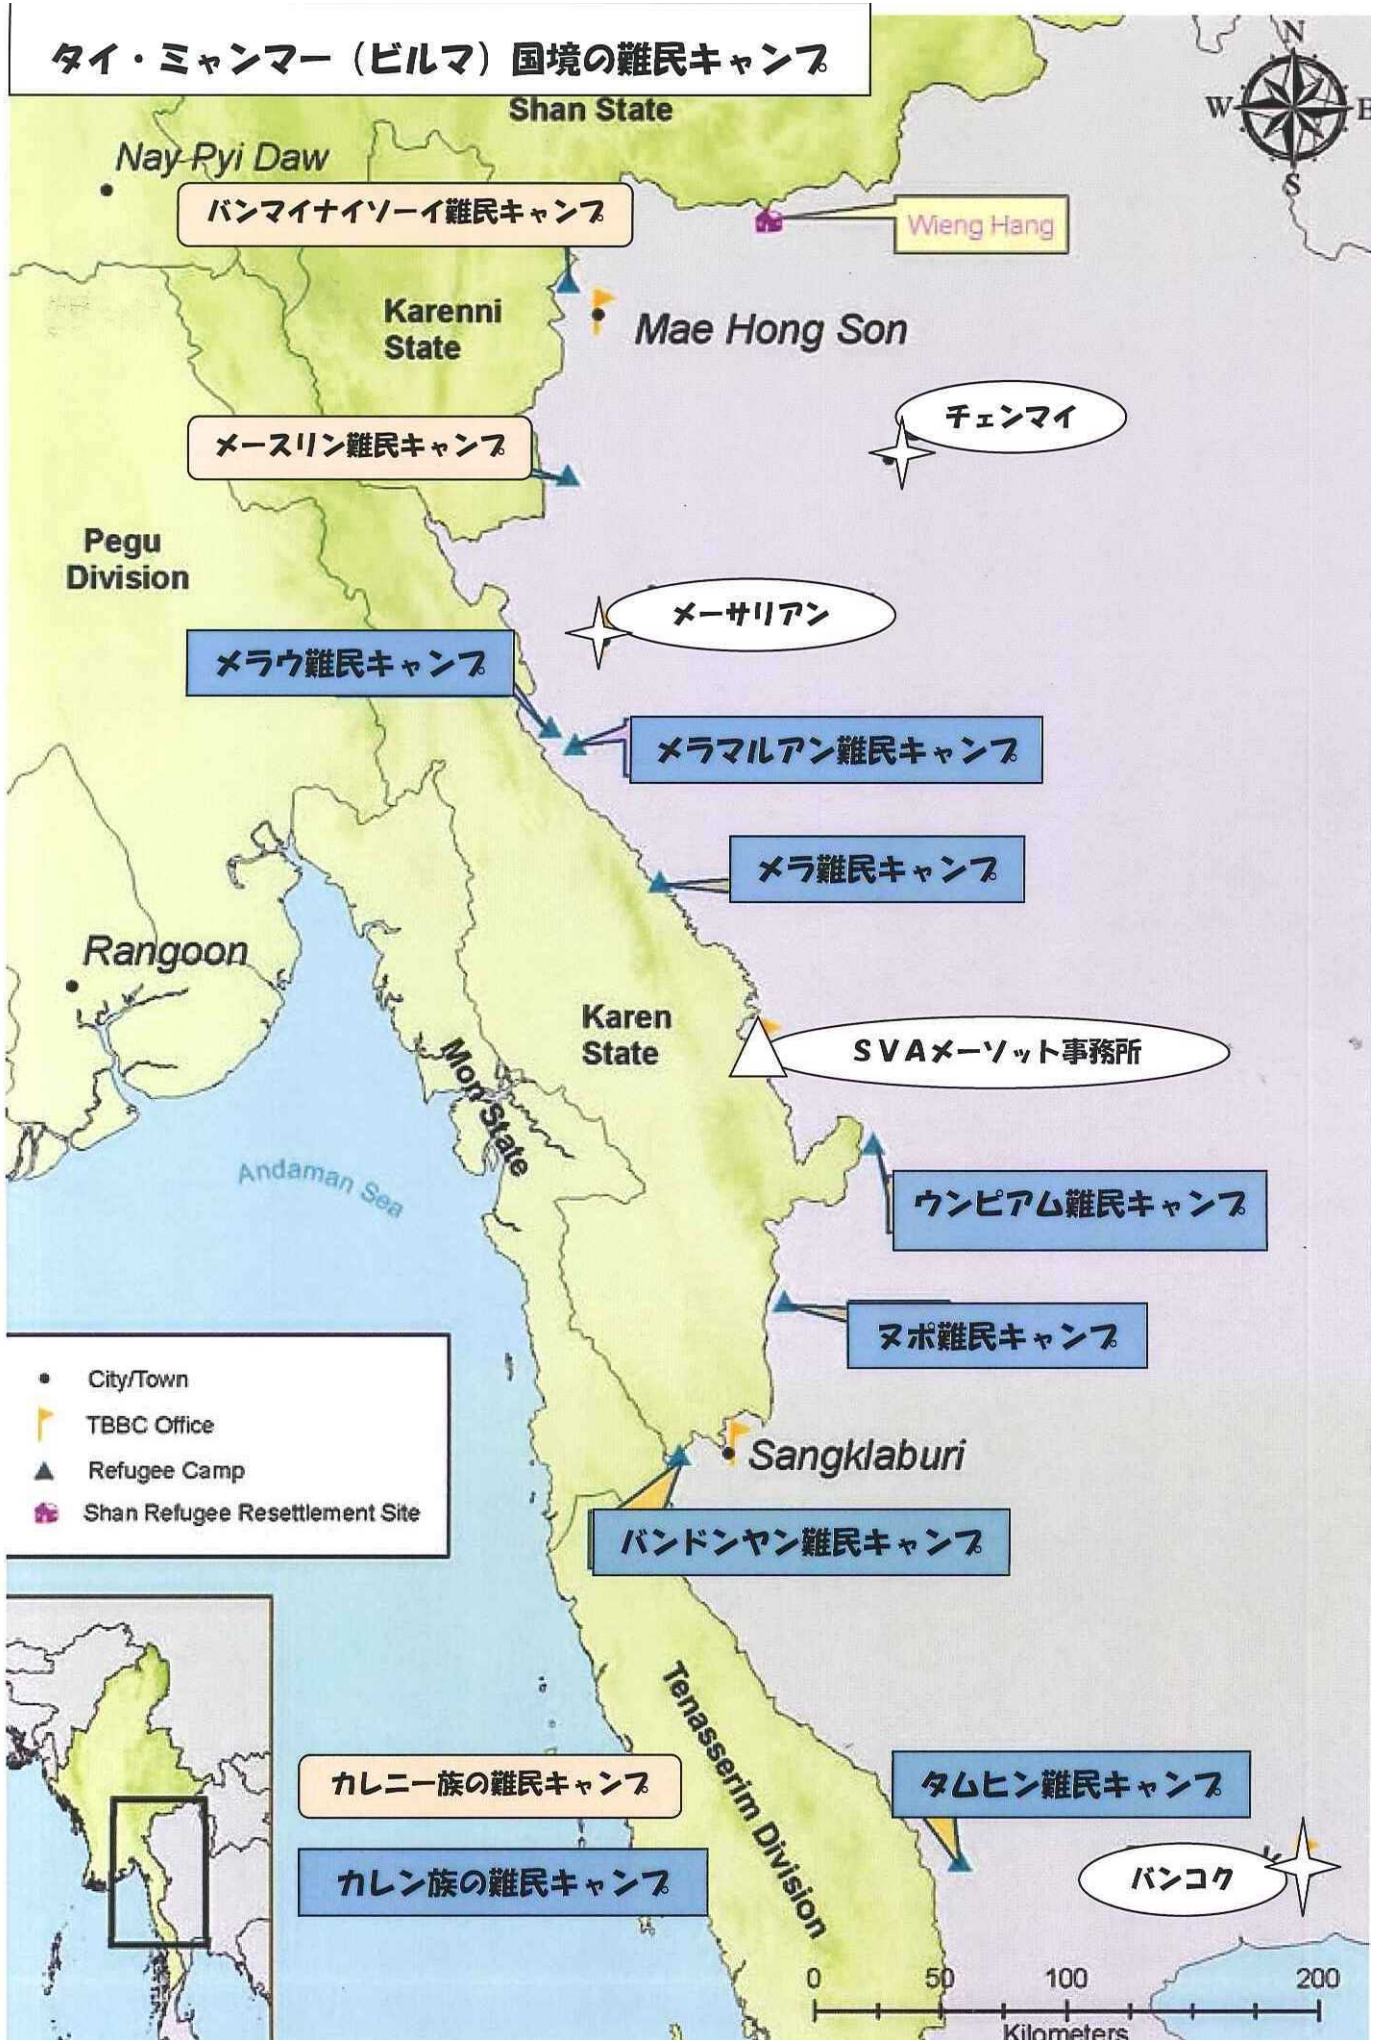 タイ・ミャンマー（ビルマ）国境の難民キャンプ
N
W
E
S
Shan State
Nay Pyi Daw
バンマイナイソーイ難民キャンプ
Wieng Hang
Karenni
State
Mae Hong Son
チェンマイ
メースリン難民キャンプ
Pegu
Division
メーサリアン
メラウ難民キャンプ
メラマルアン難民キャンプ
メラ難民キャンプ
Rangoon
Karen
State
SVAメーソット事務所
Mon State
Andaman Sea
ウンピアム難民キャンプ
ヌポ難民キャンプ
City/Town
TBBC Office
Refugee Camp
Shan Refugee Resettlement Site
Sangklaburi
バンドンヤン難民キャンプ
Tenasserim Division
カレニー族の難民キャンプ
カレン族の難民キャンプ
タムヒン難民キャンプ
バンコク
0 50 100 200
Kilometers